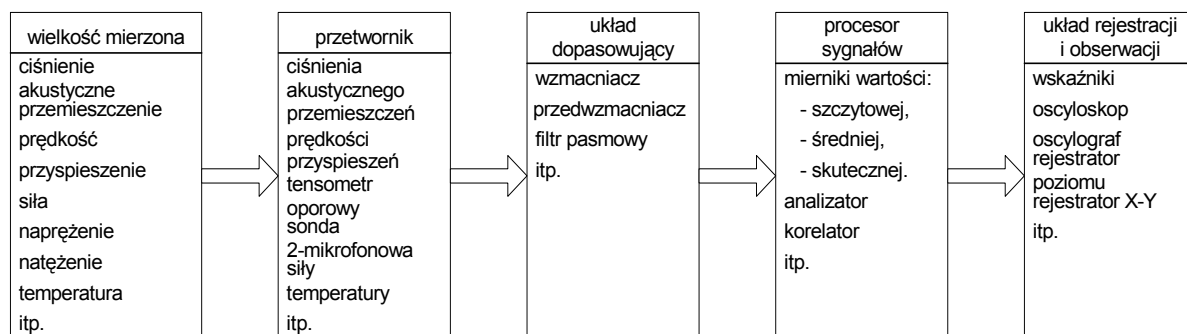 wielkość mierzona
ciśnienie
akustyczne
przemieszczenie
prędkość
przyspieszenie
siła
naprężenie
natężenie
temperatura
itp.
przetwornik
ciśnienia
akustycznego
przemieszczeń
prędkości
przyspieszeń
tensometr
oporowy
sonda
2-mikrofonowa
siły
temperatury
itp.
układ
dopasowujący
wzmacniacz
przedwzmacniacz
filtr pasmowy
itp.
procesor
sygnałów
mierniki wartości:
- szczytowej,
- średniej,
- skutecznej.
analizator
korelator
itp.
układ rejestracji
i obserwacji
wskaźniki
oscyloskop
oscylograf
rejestrator
poziomu
rejestrator X-Y
itp.